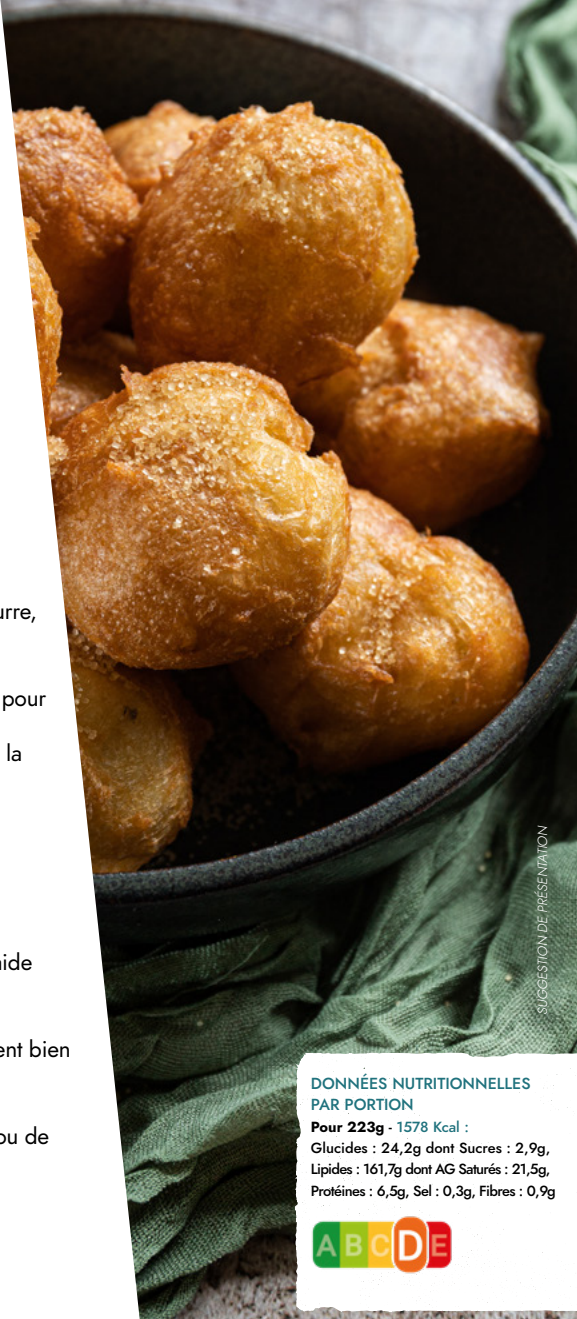 urre,
pour
la
ide
ent bien
ou de
SUGGESTION DE PRÉSENTATION
DONNÉES NUTRITIONNELLES
PAR PORTION
Pour 223g - 1578 Kcal :
Glucides : 24,2g dont Sucres : 2,9g,
Lipides : 161,7g dont AG Saturés : 21,5g,
Protéines : 6,5g, Sel : 0,3g, Fibres : 0,9g
A B C D E